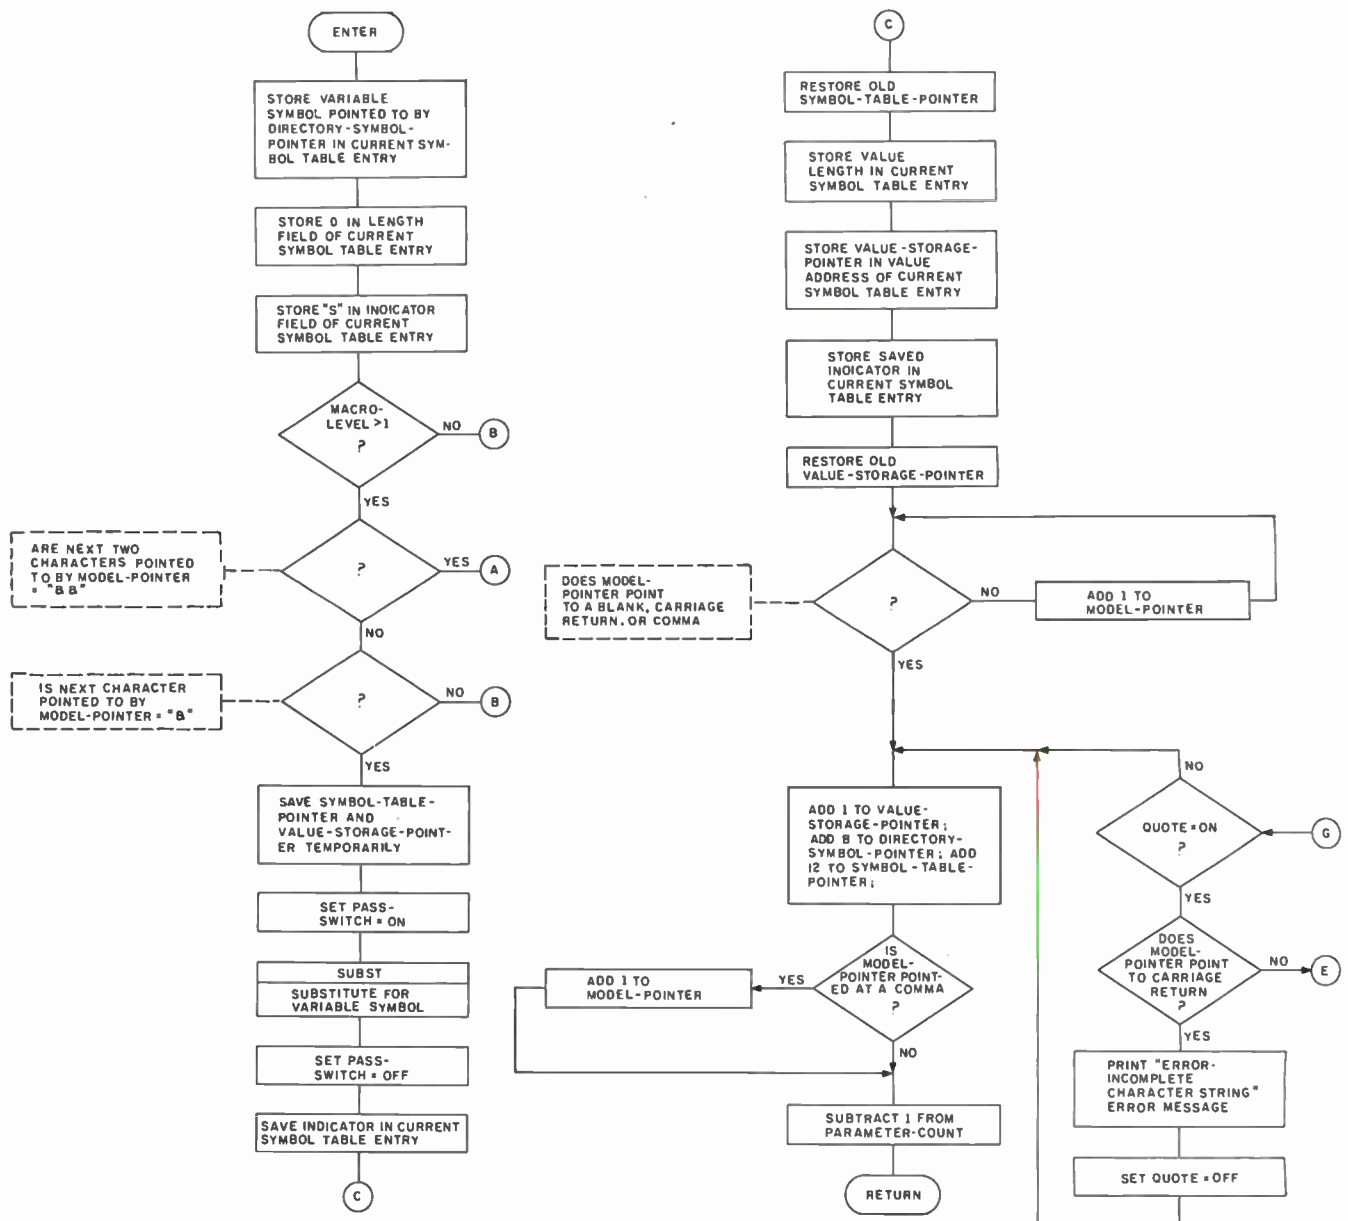 ENTER
STORE VARIABLE
SYMBOL POINTED TO BY
DIRECTORY-SYMBOL-
POINTER IN CURRENT SYM-
BOL TABLE ENTRY
STORE 0 IN LENGTH
FIELD OF CURRENT
SYMBOL TABLE ENTRY
STORE "S" IN INDICATOR
FIELD OF CURRENT
SYMBOL TABLE ENTRY
MACRO-
LEVEL >1
?
NO
B
YES
ARE NEXT TWO
CHARACTERS POINTED
TO BY MODEL-POINTER
= "&&"
?
YES
A
NO
IS NEXT CHARACTER
POINTED TO BY
MODEL-POINTER = "&"
?
NO
B
YES
SAVE SYMBOL-TABLE-
POINTER AND
VALUE-STORAGE-POINT-
ER TEMPORARILY
SET PASS-
SWITCH = ON
SUBST
SUBSTITUTE FOR
VARIABLE SYMBOL
SET PASS-
SWITCH = OFF
SAVE INDICATOR IN CURRENT
SYMBOL TABLE ENTRY
C
C
RESTORE OLD
SYMBOL-TABLE-POINTER
STORE VALUE
LENGTH IN CURRENT
SYMBOL TABLE ENTRY
STORE VALUE-STORAGE-
POINTER IN VALUE
ADDRESS OF CURRENT
SYMBOL TABLE ENTRY
STORE SAVED
INDICATOR IN
CURRENT SYMBOL
TABLE ENTRY
RESTORE OLD
VALUE-STORAGE-POINTER
DOES MODEL-
POINTER POINT
TO A BLANK, CARRIAGE
RETURN, OR COMMA
?
NO
ADD 1 TO
MODEL-POINTER
YES
ADD 1 TO VALUE-
STORAGE-POINTER;
ADD 8 TO DIRECTORY-
SYMBOL-POINTER; ADD
12 TO SYMBOL-TABLE-
POINTER;
IS
MODEL-
POINTER POINT-
ED AT A COMMA
?
YES
ADD 1 TO
MODEL-POINTER
NO
SUBTRACT 1 FROM
PARAMETER-COUNT
RETURN
NO
QUOTE = ON
?
G
YES
DOES
MODEL-
POINTER POINT
TO CARRIAGE
RETURN
?
NO
E
YES
PRINT "ERROR-
INCOMPLETE
CHARACTER STRING"
ERROR MESSAGE
SET QUOTE = OFF